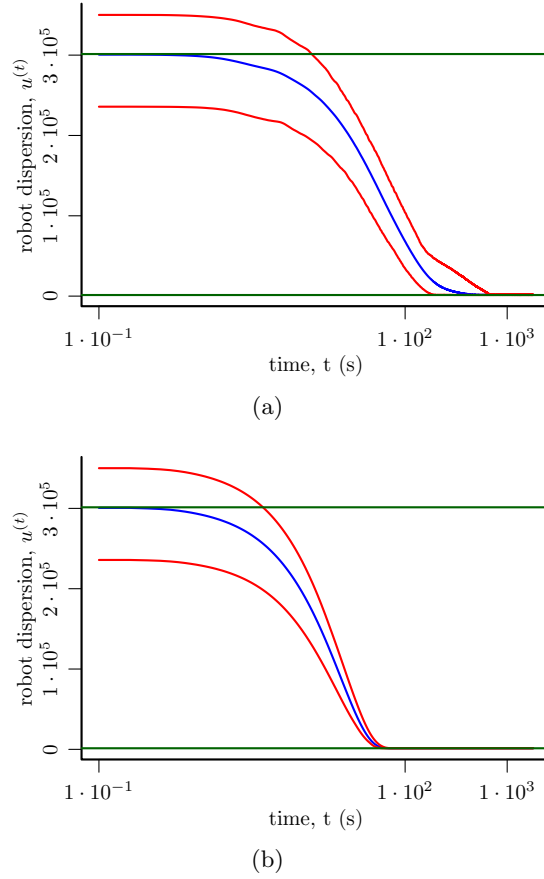 robot dispersion, u^(t)
3 · 10^5
2 · 10^5
1 · 10^5
0
1 · 10^−1
1 · 10^2
1 · 10^3
time, t (s)
(a)
robot dispersion, u^(t)
3 · 10^5
2 · 10^5
1 · 10^5
0
1 · 10^−1
1 · 10^2
1 · 10^3
time, t (s)
(b)